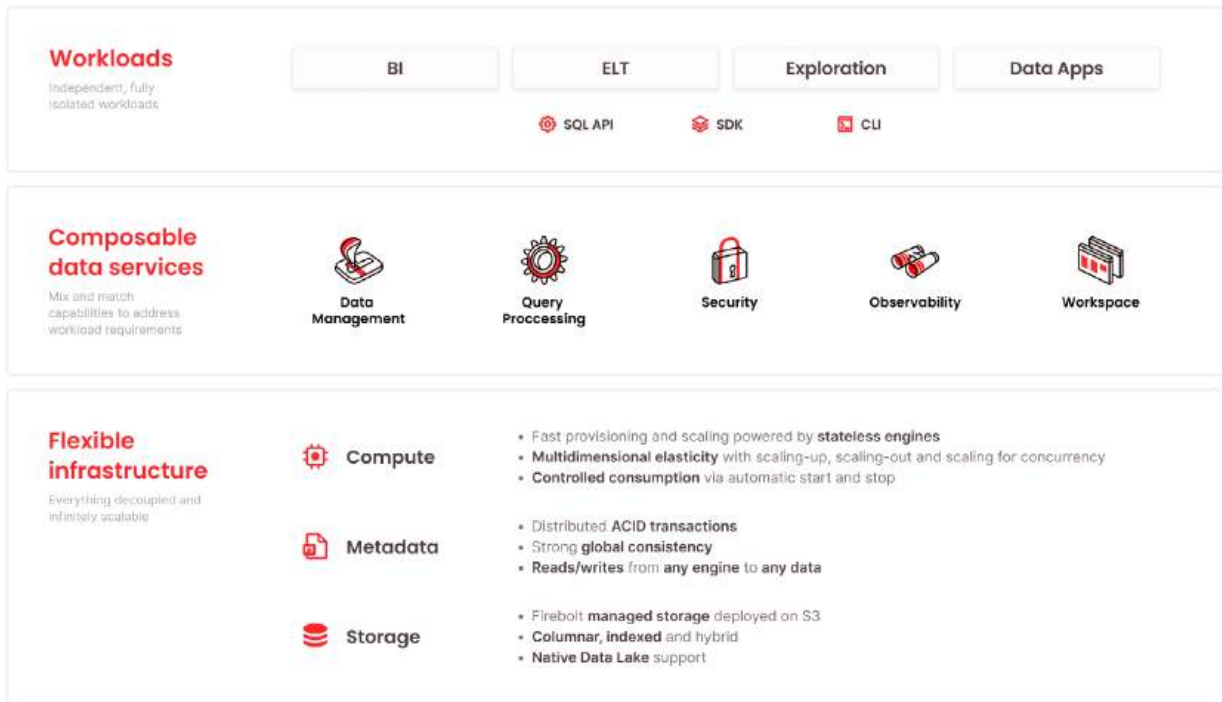 Workloads
Independent, fully
isolated workloads
BI
ELT
Exploration
Data Apps
SQL API
SDK
CLI
Composable
data services
Mix and match
capabilities to address
workload requirements
Data
Management
Query
Proccessing
Security
Observability
Workspace
Flexible
infrastructure
Everything decoupled and
infinitely scalable
Compute
• Fast provisioning and scaling powered by stateless engines
• Multidimensional elasticity with scaling-up, scaling-out and scaling for concurrency
• Controlled consumption via automatic start and stop
Metadata
• Distributed ACID transactions
• Strong global consistency
• Reads/writes from any engine to any data
Storage
• Firebolt managed storage deployed on S3
• Columnar, indexed and hybrid
• Native Data Lake support